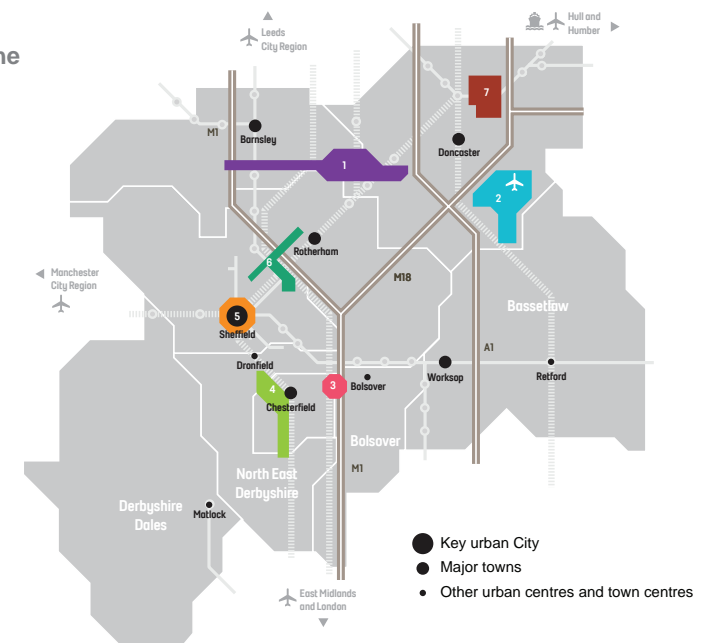 ne
Leeds
City Region
Hull and
Humber
7
M1
Barnsley
Doncaster
1
2
Rotherham
6
M18
Manchester
City Region
Bassetlaw
5
Sheffield
A1
Dronfield
Worksop
Retford
4
3
Bolsover
Chesterfield
Bolsover
M1
North East
Derbyshire
Derbyshire
Dales
Matlock
Key urban City
Major towns
Other urban centres and town centres
East Midlands
and London